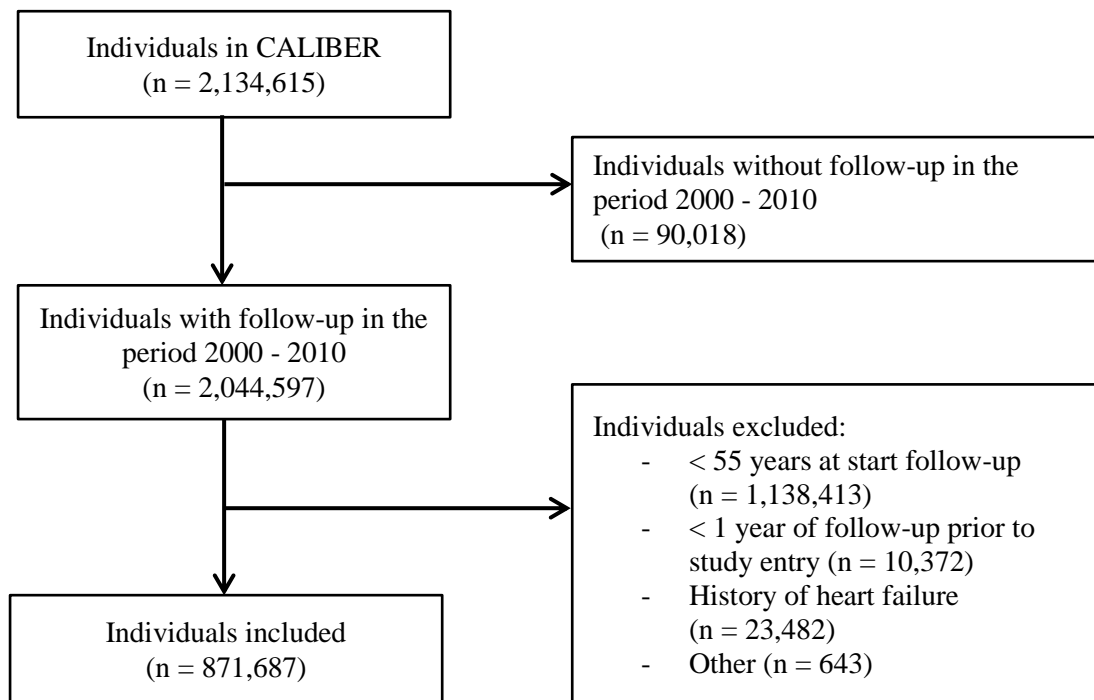 Individuals in CALIBER
(n = 2,134,615)
Individuals without follow-up in the
period 2000 - 2010
(n = 90,018)
Individuals with follow-up in the
period 2000 - 2010
(n = 2,044,597)
Individuals excluded:
- < 55 years at start follow-up
(n = 1,138,413)
- < 1 year of follow-up prior to
study entry (n = 10,372)
- History of heart failure
(n = 23,482)
- Other (n = 643)
Individuals included
(n = 871,687)